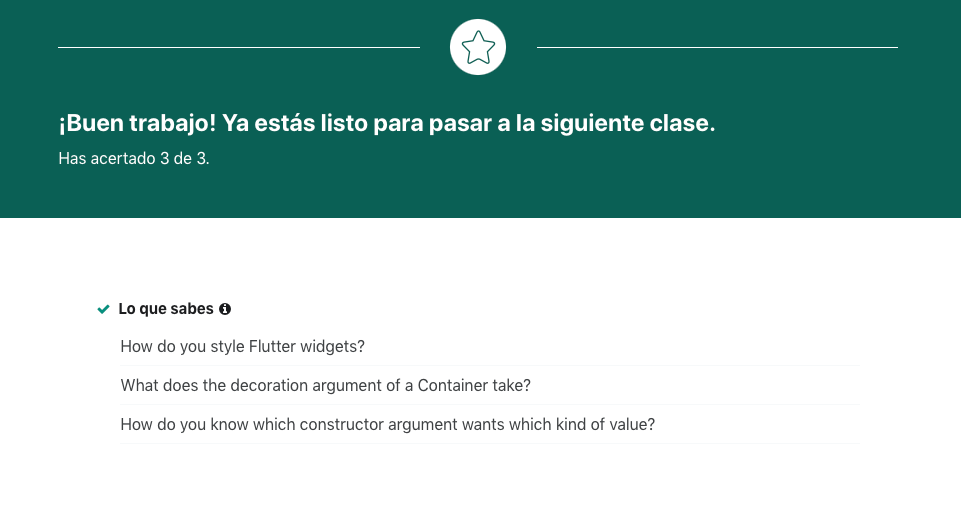 ¡Buen trabajo! Ya estás listo para pasar a la siguiente clase.
Has acertado 3 de 3.
Lo que sabes
How do you style Flutter widgets?
What does the decoration argument of a Container take?
How do you know which constructor argument wants which kind of value?